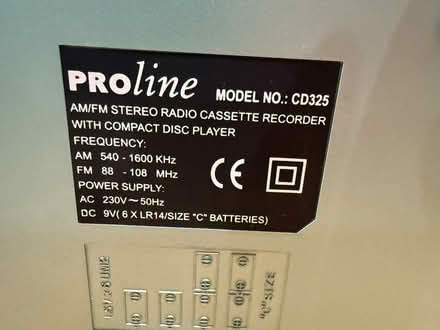 PROline MODEL NO.: CD325
AM/FM STEREO RADIO CASSETTE RECORDER
WITH COMPACT DISC PLAYER
FREQUENCY:
AM 540 - 1600 KHz
FM 88 - 108 MHz
POWER SUPPLY:
AC 230V~50Hz
DC 9V( 6 X LR14/SIZE "C" BATTERIES)
CE
"C" SIZE